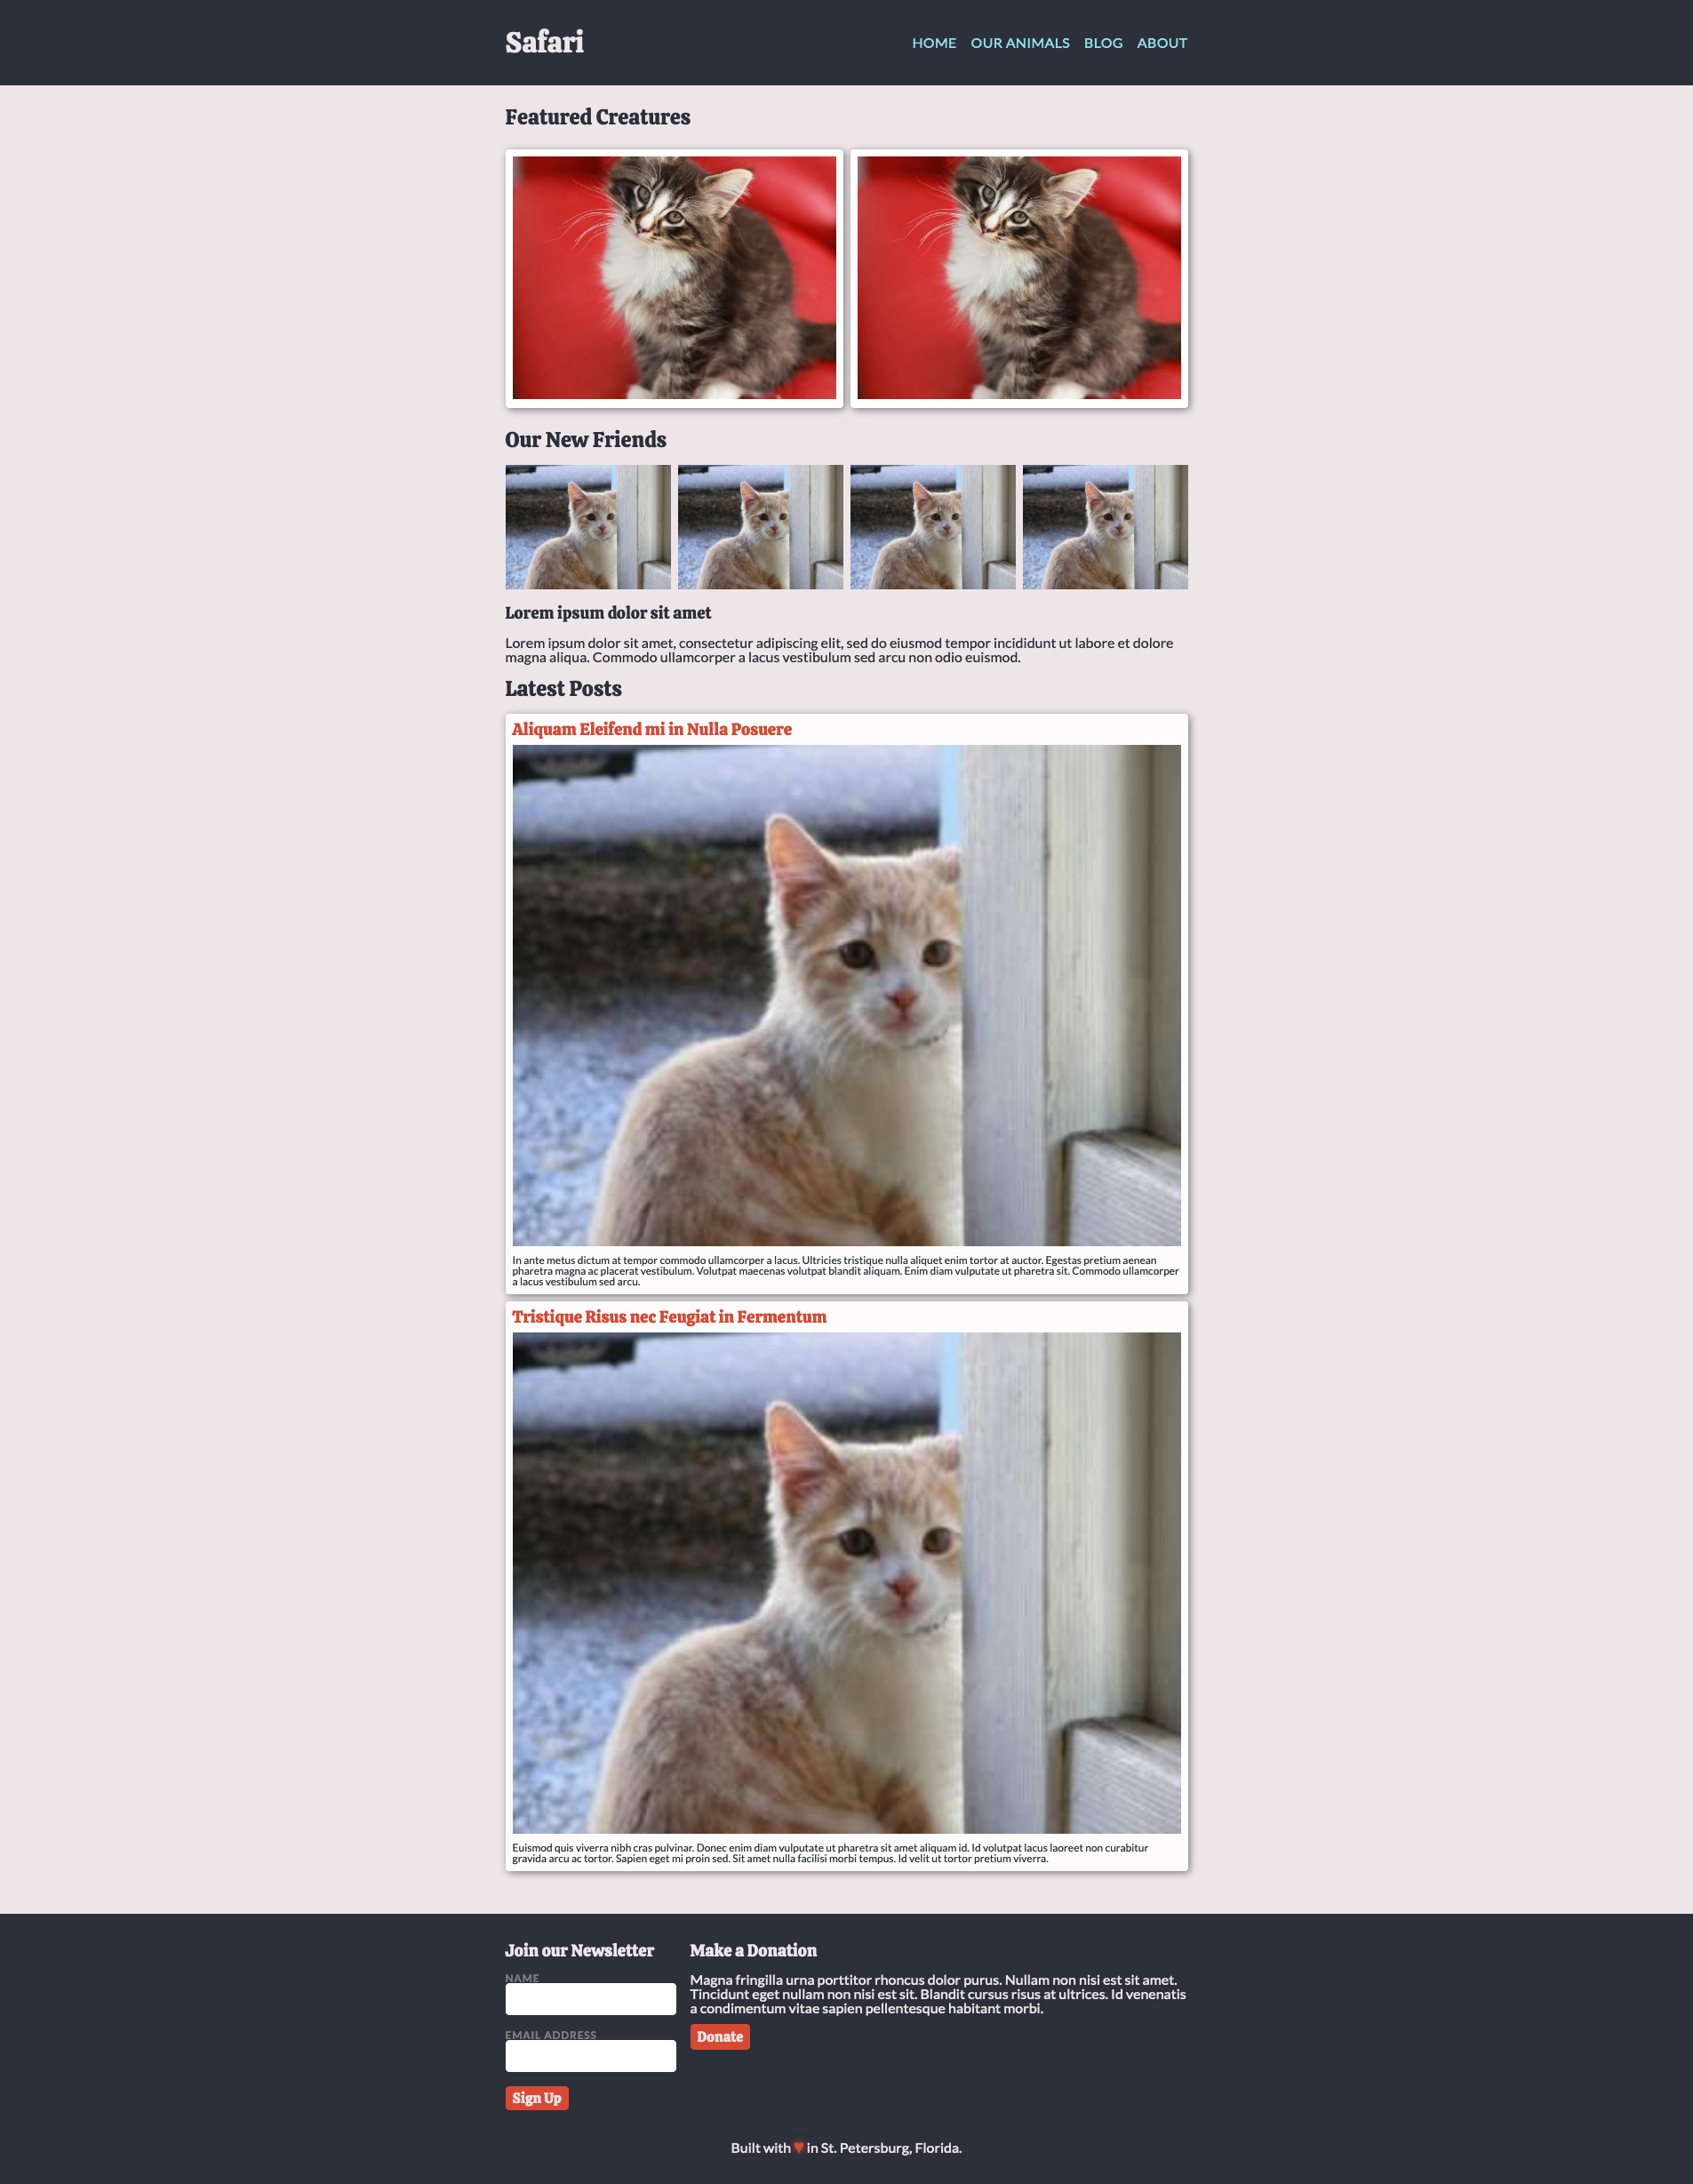 Safari
HOME OUR ANIMALS BLOG ABOUT
Featured Creatures
Our New Friends
Lorem ipsum dolor sit amet
Lorem ipsum dolor sit amet, consectetur adipiscing elit, sed do eiusmod tempor incididunt ut labore et dolore
magna aliqua. Commodo ullamcorper a lacus vestibulum sed arcu non odio euismod.
Latest Posts
Aliquam Eleifend mi in Nulla Posuere
In ante metus dictum at tempor commodo ullamcorper a lacus. Ultricies tristique nulla aliquet enim tortor at auctor. Egestas pretium aenean
pharetra magna ac placerat vestibulum. Volutpat maecenas volutpat blandit aliquam. Enim diam vulputate ut pharetra sit. Commodo ullamcorper
a lacus vestibulum sed arcu.
Tristique Risus nec Feugiat in Fermentum
Euismod quis viverra nibh cras pulvinar. Donec enim diam vulputate ut pharetra sit amet aliquam id. Id volutpat lacus laoreet non curabitur
gravida arcu ac tortor. Sapien eget mi proin sed. Sit amet nulla facilisi morbi tempus. Id velit ut tortor pretium viverra.
Join our Newsletter
NAME
EMAIL ADDRESS
Sign Up
Make a Donation
Magna fringilla urna porttitor rhoncus dolor purus. Nullam non nisi est sit amet.
Tincidunt eget nullam non nisi est sit. Blandit cursus risus at ultrices. Id venenatis
a condimentum vitae sapien pellentesque habitant morbi.
Donate
Built with ♥ in St. Petersburg, Florida.